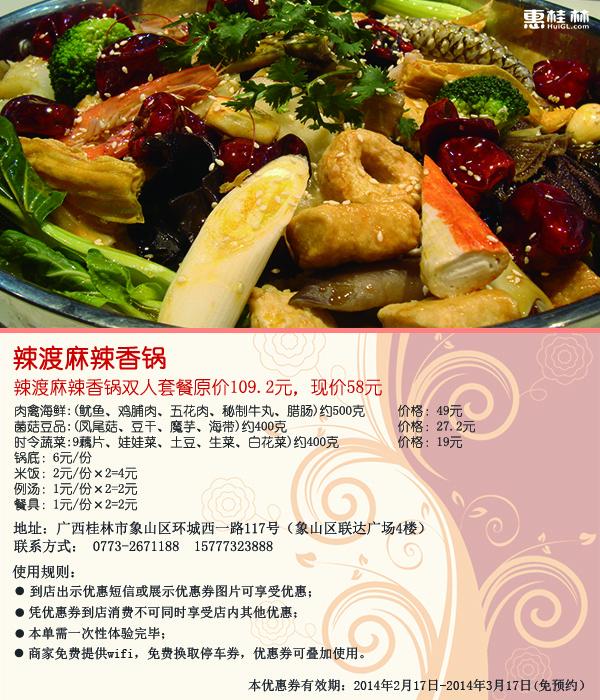 惠桂林
HuiGL.com
辣渡麻辣香锅
辣渡麻辣香锅双人套餐原价109.2元，现价58元
肉禽海鲜:(鱿鱼、鸡脯肉、五花肉、秘制牛丸、腊肠)约500克 价格: 49元
菌菇豆品:(凤尾菇、豆干、魔芋、海带)约400克 价格: 27.2元
时令蔬菜:9藕片、娃娃菜、土豆、生菜、白花菜)约400克 价格: 19元
锅底: 6元/份
米饭: 2元/份×2=4元
例汤: 1元/份×2=2元
餐具: 1元/份×2=2元
地址: 广西桂林市象山区环城西一路117号（象山区联达广场4楼）
联系方式: 0773-2671188 15777323888
使用规则:
● 到店出示优惠短信或展示优惠券图片可享受优惠;
● 凭优惠券到店消费不可同时享受店内其他优惠;
● 本单需一次性体验完毕;
● 商家免费提供wifi，免费换取停车券，优惠券可叠加使用。
本优惠券有效期: 2014年2月17日-2014年3月17日(免预约)